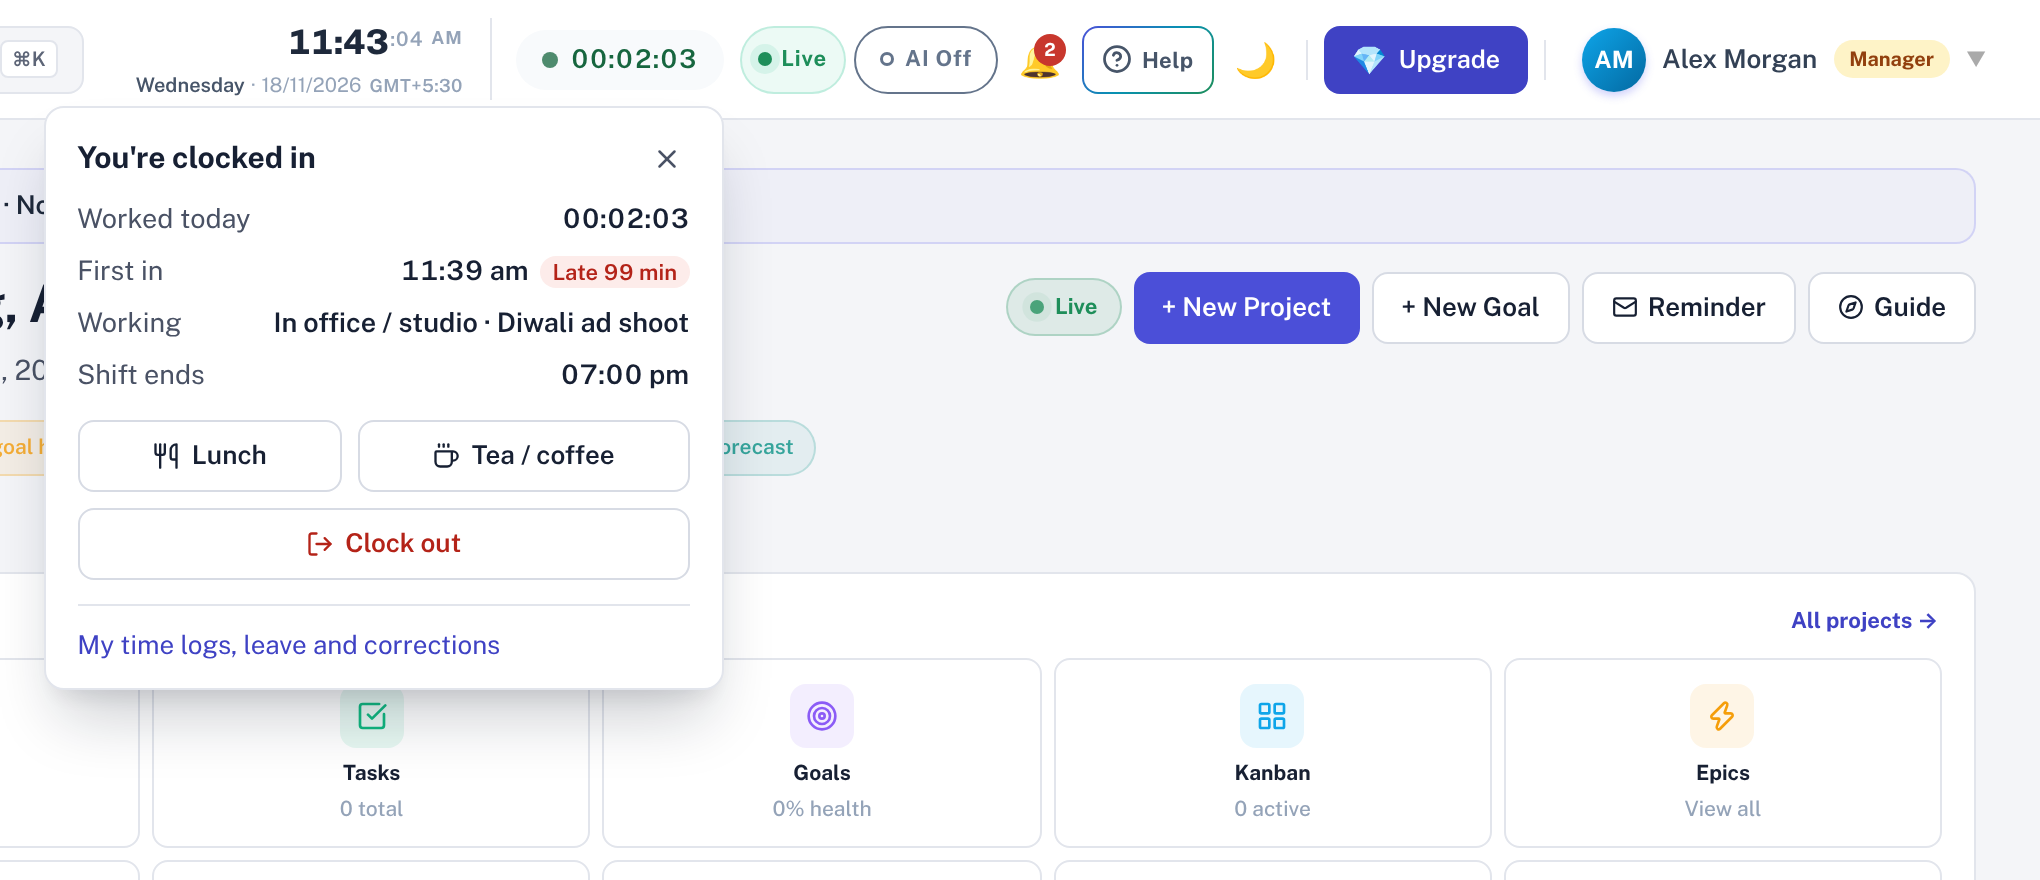 ⌘K
11:43:04 AM
Wednesday · 18/11/2026 GMT+5:30
00:02:03
Live
AI Off
2
Help
Upgrade
AM
Alex Morgan
Manager
You're clocked in
Worked today 00:02:03
First in 11:39 am Late 99 min
Working In office / studio · Diwali ad shoot
Shift ends 07:00 pm
Lunch
Tea / coffee
Clock out
My time logs, leave and corrections
Live
+ New Project
+ New Goal
Reminder
Guide
All projects →
Tasks
0 total
Goals
0% health
Kanban
0 active
Epics
View all